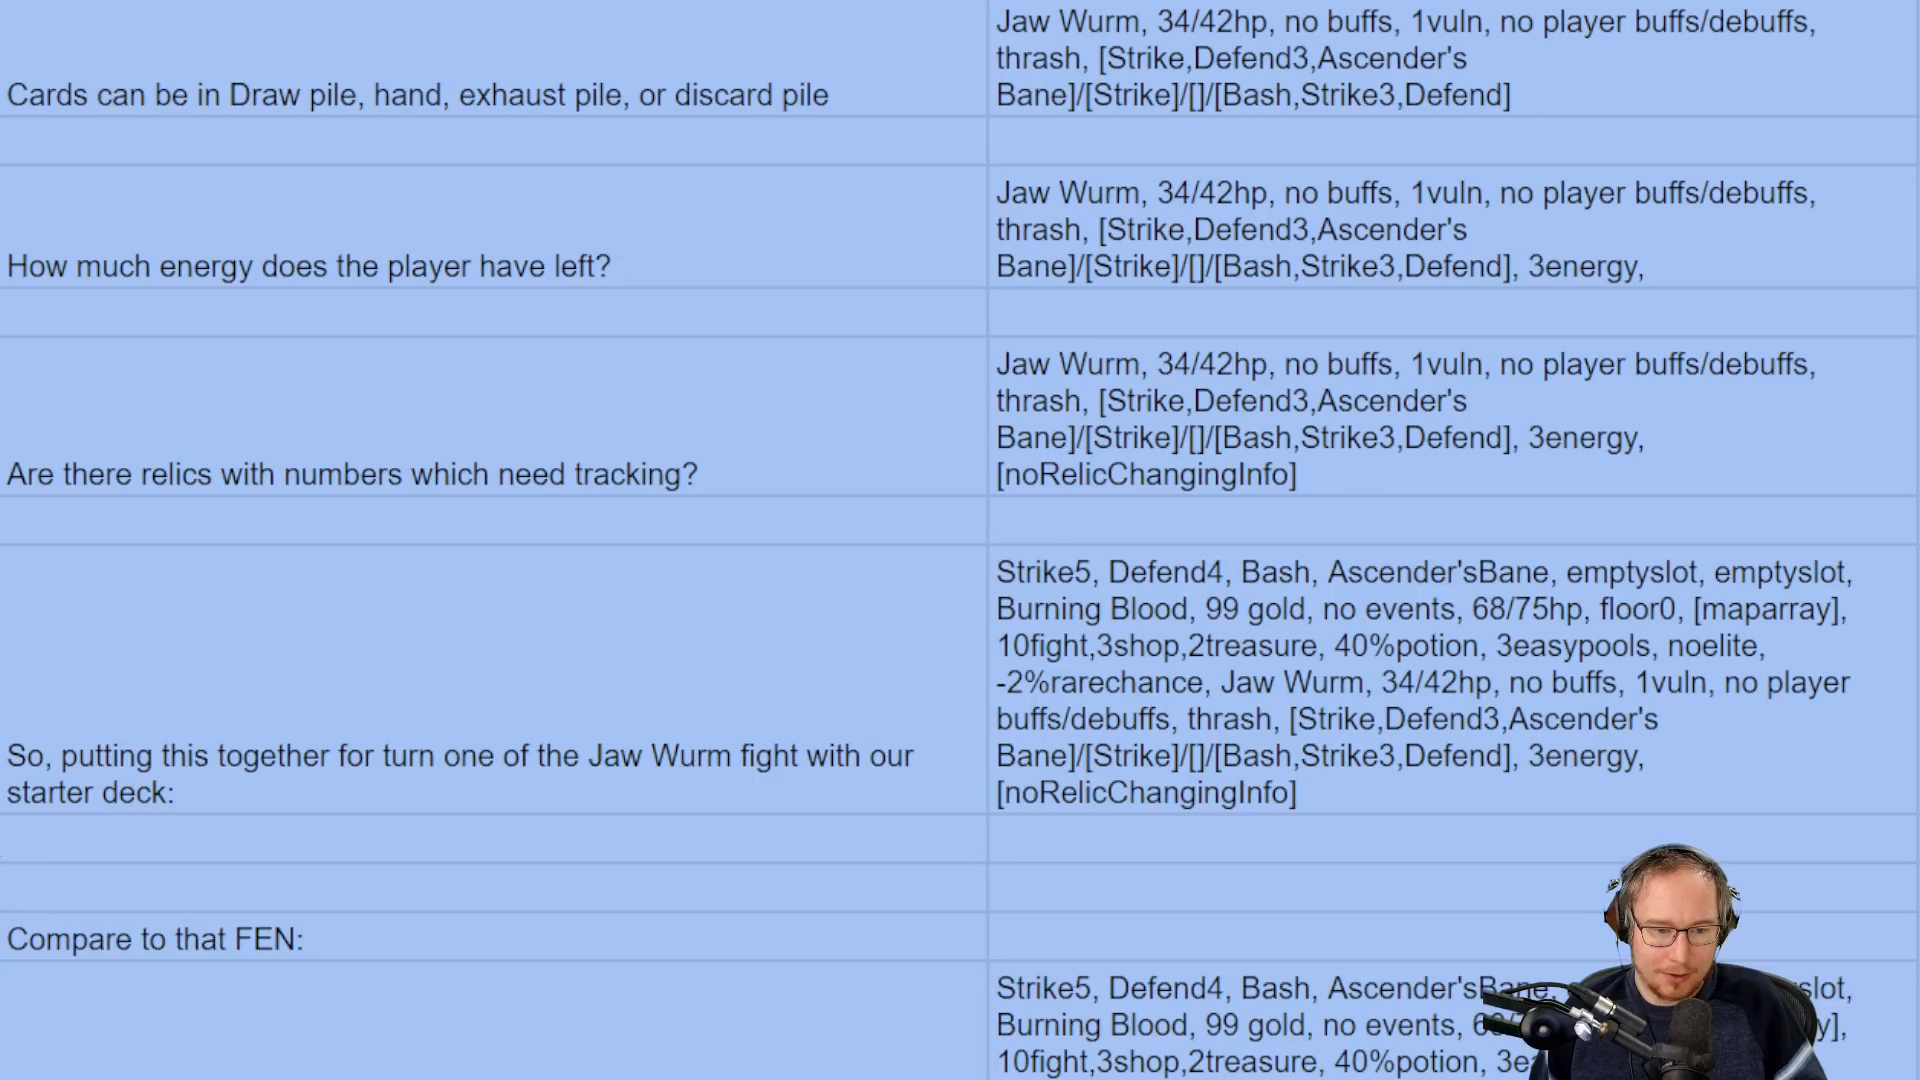 Jaw Wurm, 34/42hp, no buffs, 1vuln, no player buffs/debuffs,
thrash, [Strike,Defend3,Ascender's
Cards can be in Draw pile, hand, exhaust pile, or discard pile
Bane]/[Strike]/[]/[Bash,Strike3,Defend]
Jaw Wurm, 34/42hp, no buffs, 1vuln, no player buffs/debuffs,
thrash, [Strike,Defend3,Ascender's
How much energy does the player have left?
Bane]/[Strike]/[]/[Bash,Strike3,Defend], 3energy,
Jaw Wurm, 34/42hp, no buffs, 1vuln, no player buffs/debuffs,
thrash, [Strike,Defend3,Ascender's
Bane]/[Strike]/[]/[Bash,Strike3,Defend], 3energy,
Are there relics with numbers which need tracking?
[noRelicChangingInfo]
Strike5, Defend4, Bash, Ascender'sBane, emptyslot, emptyslot,
Burning Blood, 99 gold, no events, 68/75hp, floor0, [maparray],
10fight,3shop,2treasure, 40%potion, 3easypools, noelite,
-2%rarechance, Jaw Wurm, 34/42hp, no buffs, 1vuln, no player
buffs/debuffs, thrash, [Strike,Defend3,Ascender's
So, putting this together for turn one of the Jaw Wurm fight with our
starter deck:
Bane]/[Strike]/[]/[Bash,Strike3,Defend], 3energy,
[noRelicChangingInfo]
Compare to that FEN:
Strike5, Defend4, Bash, Ascender'sBane,
Burning Blood, 99 gold, no events,
10fight,3shop,2treasure, 40%potion,